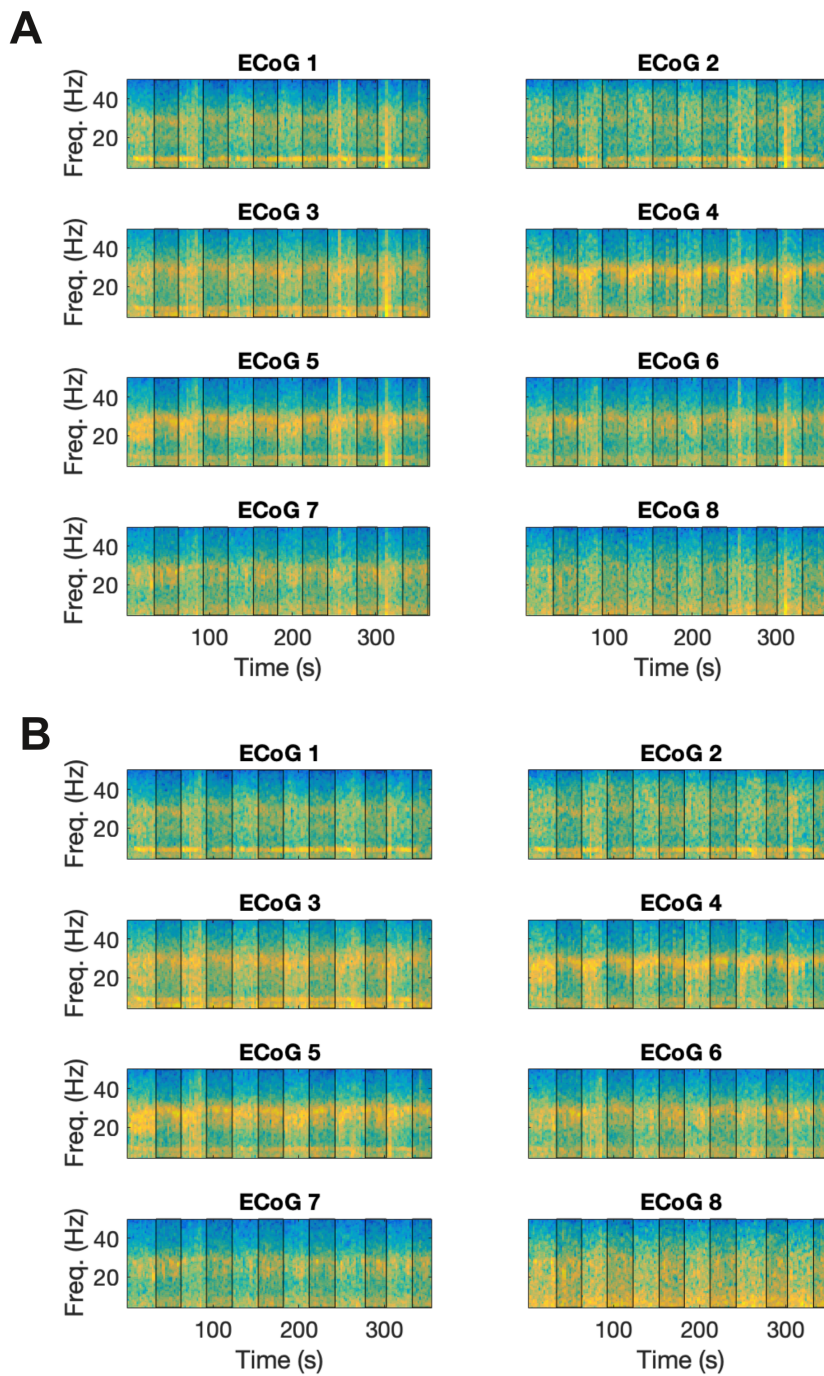 A
ECoG 1
ECoG 2
Freq. (Hz)
40
20
ECoG 3
ECoG 4
Freq. (Hz)
40
20
ECoG 5
ECoG 6
Freq. (Hz)
40
20
ECoG 7
ECoG 8
Freq. (Hz)
40
20
100 200 300
100 200 300
Time (s)
Time (s)
B
ECoG 1
ECoG 2
Freq. (Hz)
40
20
ECoG 3
ECoG 4
Freq. (Hz)
40
20
ECoG 5
ECoG 6
Freq. (Hz)
40
20
ECoG 7
ECoG 8
Freq. (Hz)
40
20
100 200 300
100 200 300
Time (s)
Time (s)